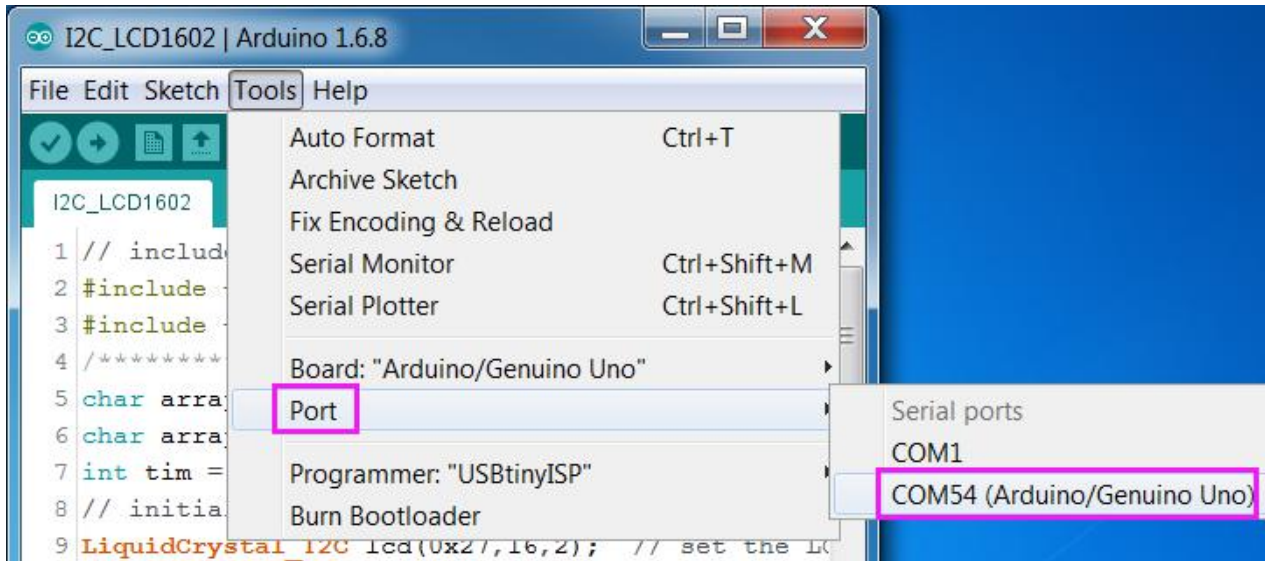 I2C_LCD1602 | Arduino 1.6.8
File Edit Sketch Tools Help
Auto Format Ctrl+T
Archive Sketch
I2C_LCD1602
Fix Encoding & Reload
1 // includ
Serial Monitor Ctrl+Shift+M
2 #include
Serial Plotter Ctrl+Shift+L
3 #include
4 /*********
Board: "Arduino/Genuino Uno"
5 char arra
Port
Serial ports
6 char arra
COM1
7 int tim =
Programmer: "USBtinyISP"
COM54 (Arduino/Genuino Uno)
8 // initia
Burn Bootloader
9 LiquidCrystal_I2C lcd(0x27,16,2); // set the LC